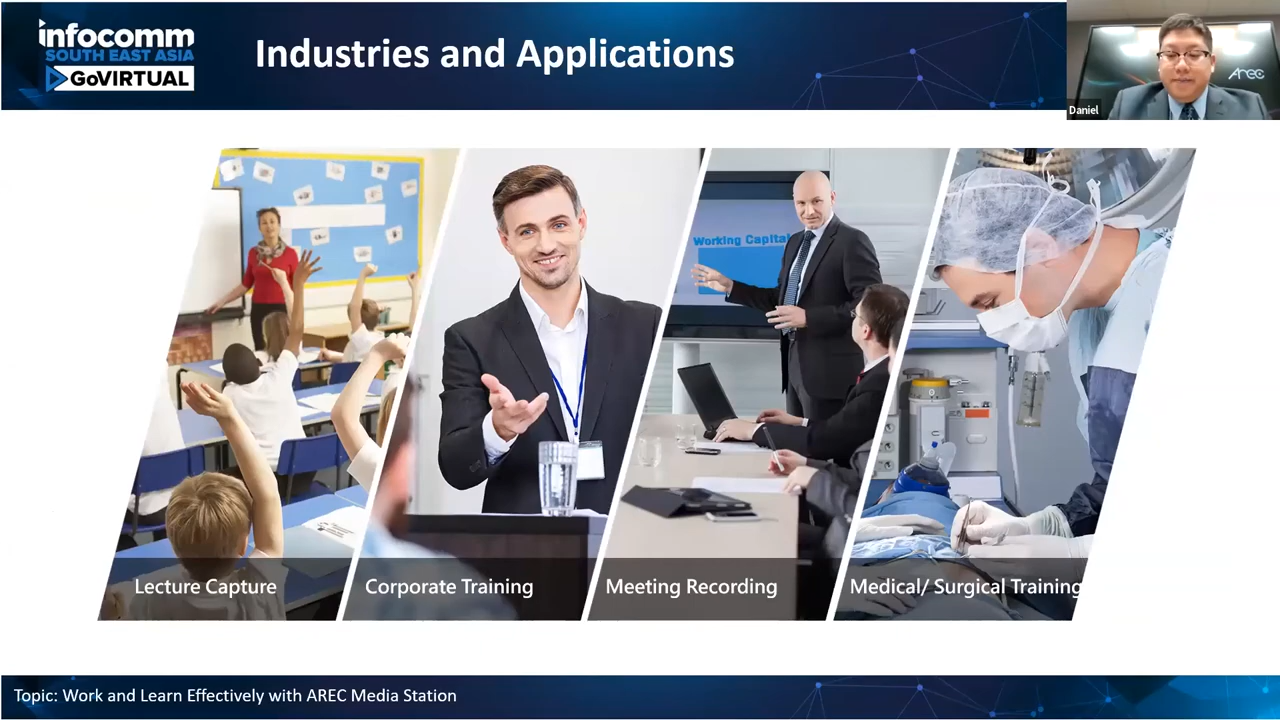 infocomm
SOUTH EAST ASIA
GoVIRTUAL
Industries and Applications
AREC
Daniel
Working Capital
Lecture Capture
Corporate Training
Meeting Recording
Medical/ Surgical Training
Topic: Work and Learn Effectively with AREC Media Station